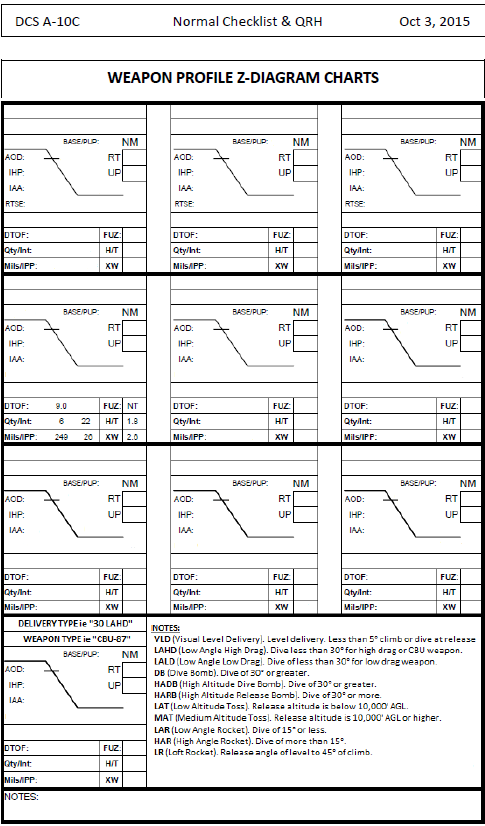 DCS A-10C Normal Checklist & QRH Oct 3, 2015
WEAPON PROFILE Z-DIAGRAM CHARTS
BASE/PUP: NM BASE/PUP: NM BASE/PUP: NM
AOD: RT AOD: RT AOD: RT
IHP: UP IHP: UP IHP: UP
IAA: IAA: IAA:
RTSE: RTSE: RTSE:
DTOF: FUZ: DTOF: FUZ: DTOF: FUZ:
Qty/Int: H/T Qty/Int: H/T Qty/Int: H/T
Mils/IPP: XW Mils/IPP: XW Mils/IPP: XW
BASE/PUP: NM BASE/PUP: NM BASE/PUP: NM
AOD: RT AOD: RT AOD: RT
IHP: UP IHP: UP IHP: UP
IAA: IAA: IAA:
DTOF: 9.0 FUZ: NT DTOF: FUZ: DTOF: FUZ:
Qty/Int: 6 22 H/T 1.8 Qty/Int: H/T Qty/Int: H/T
Mils/IPP: 249 26 XW 2.6 Mils/IPP: XW Mils/IPP: XW
BASE/PUP: NM BASE/PUP: NM BASE/PUP: NM
AOD: RT AOD: RT AOD: RT
IHP: UP IHP: UP IHP: UP
IAA: IAA: IAA:
DTOF: FUZ: DTOF: FUZ: DTOF: FUZ:
Qty/Int: H/T Qty/Int: H/T Qty/Int: H/T
Mils/IPP: XW Mils/IPP: XW Mils/IPP: XW
DELIVERY TYPE ie "30 LAHD"
WEAPON TYPE ie "CBU-87"
BASE/PUP: NM
AOD: RT
IHP: UP
IAA:
DTOF: FUZ:
Qty/Int: H/T
Mils/IPP: XW
NOTES:
VLD (Visual Level Delivery). Level delivery. Less than 5° climb or dive at release
LAHD (Low Angle High Drag). Dive less than 30° for high drag or CBU weapon.
LALD (Low Angle Low Drag). Dive of less than 30° for low drag weapon.
DB (Dive Bomb). Dive of 30° or greater.
HADB (High Altitude Dive Bomb). Dive of 30° or greater.
HARB (High Altitude Release Bomb). Dive of 30° or more.
LAT (Low Altitude Toss). Release altitude is below 10,000' AGL.
MAT (Medium Altitude Toss). Release altitude is 10,000' AGL or higher.
LAR (Low Angle Rocket). Dive of 15° or less.
HAR (High Angle Rocket). Dive of more than 15°.
LR (Loft Rocket). Release angle of level to 45° of climb.
NOTES: